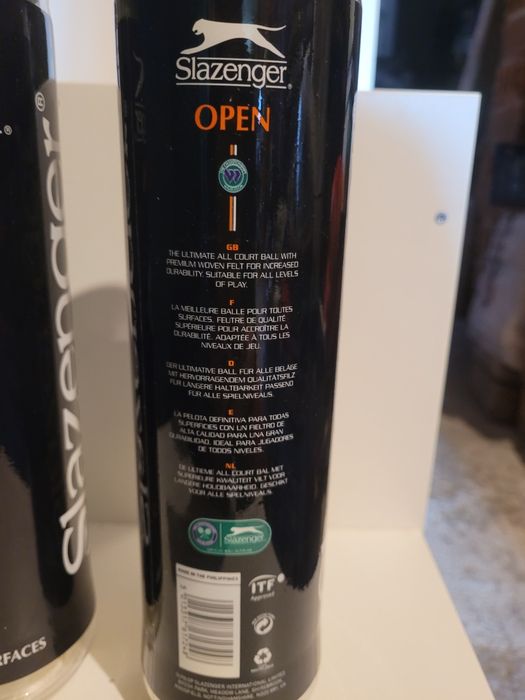 Slazenger®
OPEN
GB
THE ULTIMATE ALL COURT BALL WITH
PREMIUM WOVEN FELT FOR INCREASED
DURABILITY. SUITABLE FOR ALL LEVELS
OF PLAY.
F
LA MEILLEURE BALLE POUR TOUTES
SURFACES. FEUTRE DE QUALITÉ
SUPÉRIEURE POUR ACCROÎTRE LA
DURABILITÉ. ADAPTÉE À TOUS LES
NIVEAUX DE JEU.
D
DER ULTIMATIVE BALL FÜR ALLE BELÄGE
MIT HERVORRAGENDEM QUALITÄTSFILZ
FÜR LÄNGERE HALTBARKEIT PASSEND
FÜR ALLE SPIELNIVEAUS.
E
LA PELOTA DEFINITIVA PARA TODAS
SUPERFICIES CON UN FIELTRO DE
ALTA CALIDAD PARA UNA GRAN
DURABILIDAD. IDEAL PARA JUGADORES
DE TODOS NIVELES.
NL
DE ULTIEME ALL COURT BAL MET
SUPERIEURE KWALITEIT VILT VOOR
LANGERE HOUDBAARHEID. GESCHIKT
VOOR ALLE SPELNIVEAUS.
Slazenger
MADE IN THE PHILIPPINES
ITF
Approved
DUNLOP SLAZENGER INTERNATIONAL LIMITED
Slazenger®
RFACES